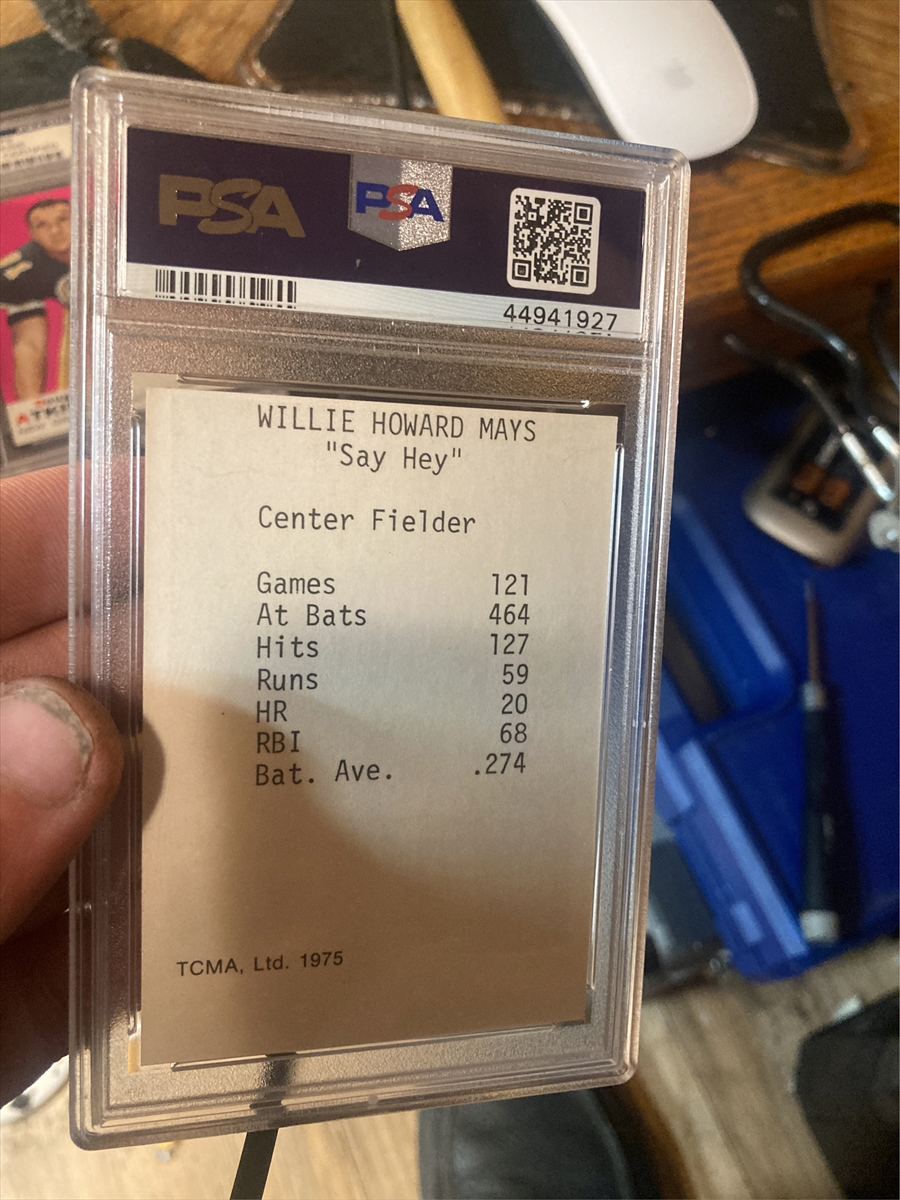 PSA
PSA
44941927
WILLIE HOWARD MAYS
"Say Hey"
Center Fielder
Games 121
At Bats 464
Hits 127
Runs 59
HR 20
RBI 68
Bat. Ave. .274
TCMA, Ltd. 1975